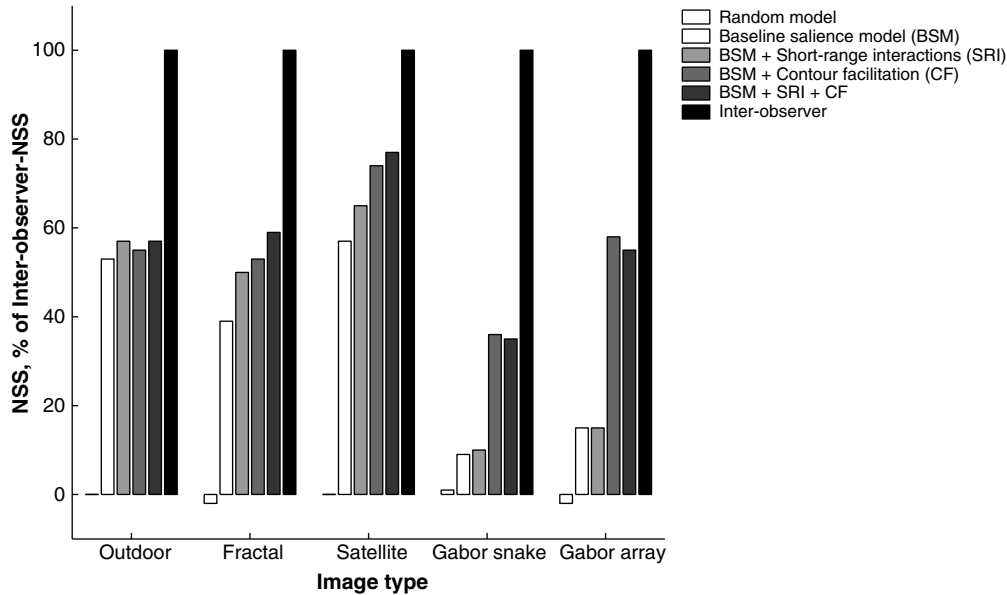 Random model
Baseline salience model (BSM)
BSM + Short-range interactions (SRI)
BSM + Contour facilitation (CF)
BSM + SRI + CF
Inter-observer
NSS, % of Inter-observer-NSS
100
80
60
40
20
0
Outdoor Fractal Satellite Gabor snake Gabor array
Image type